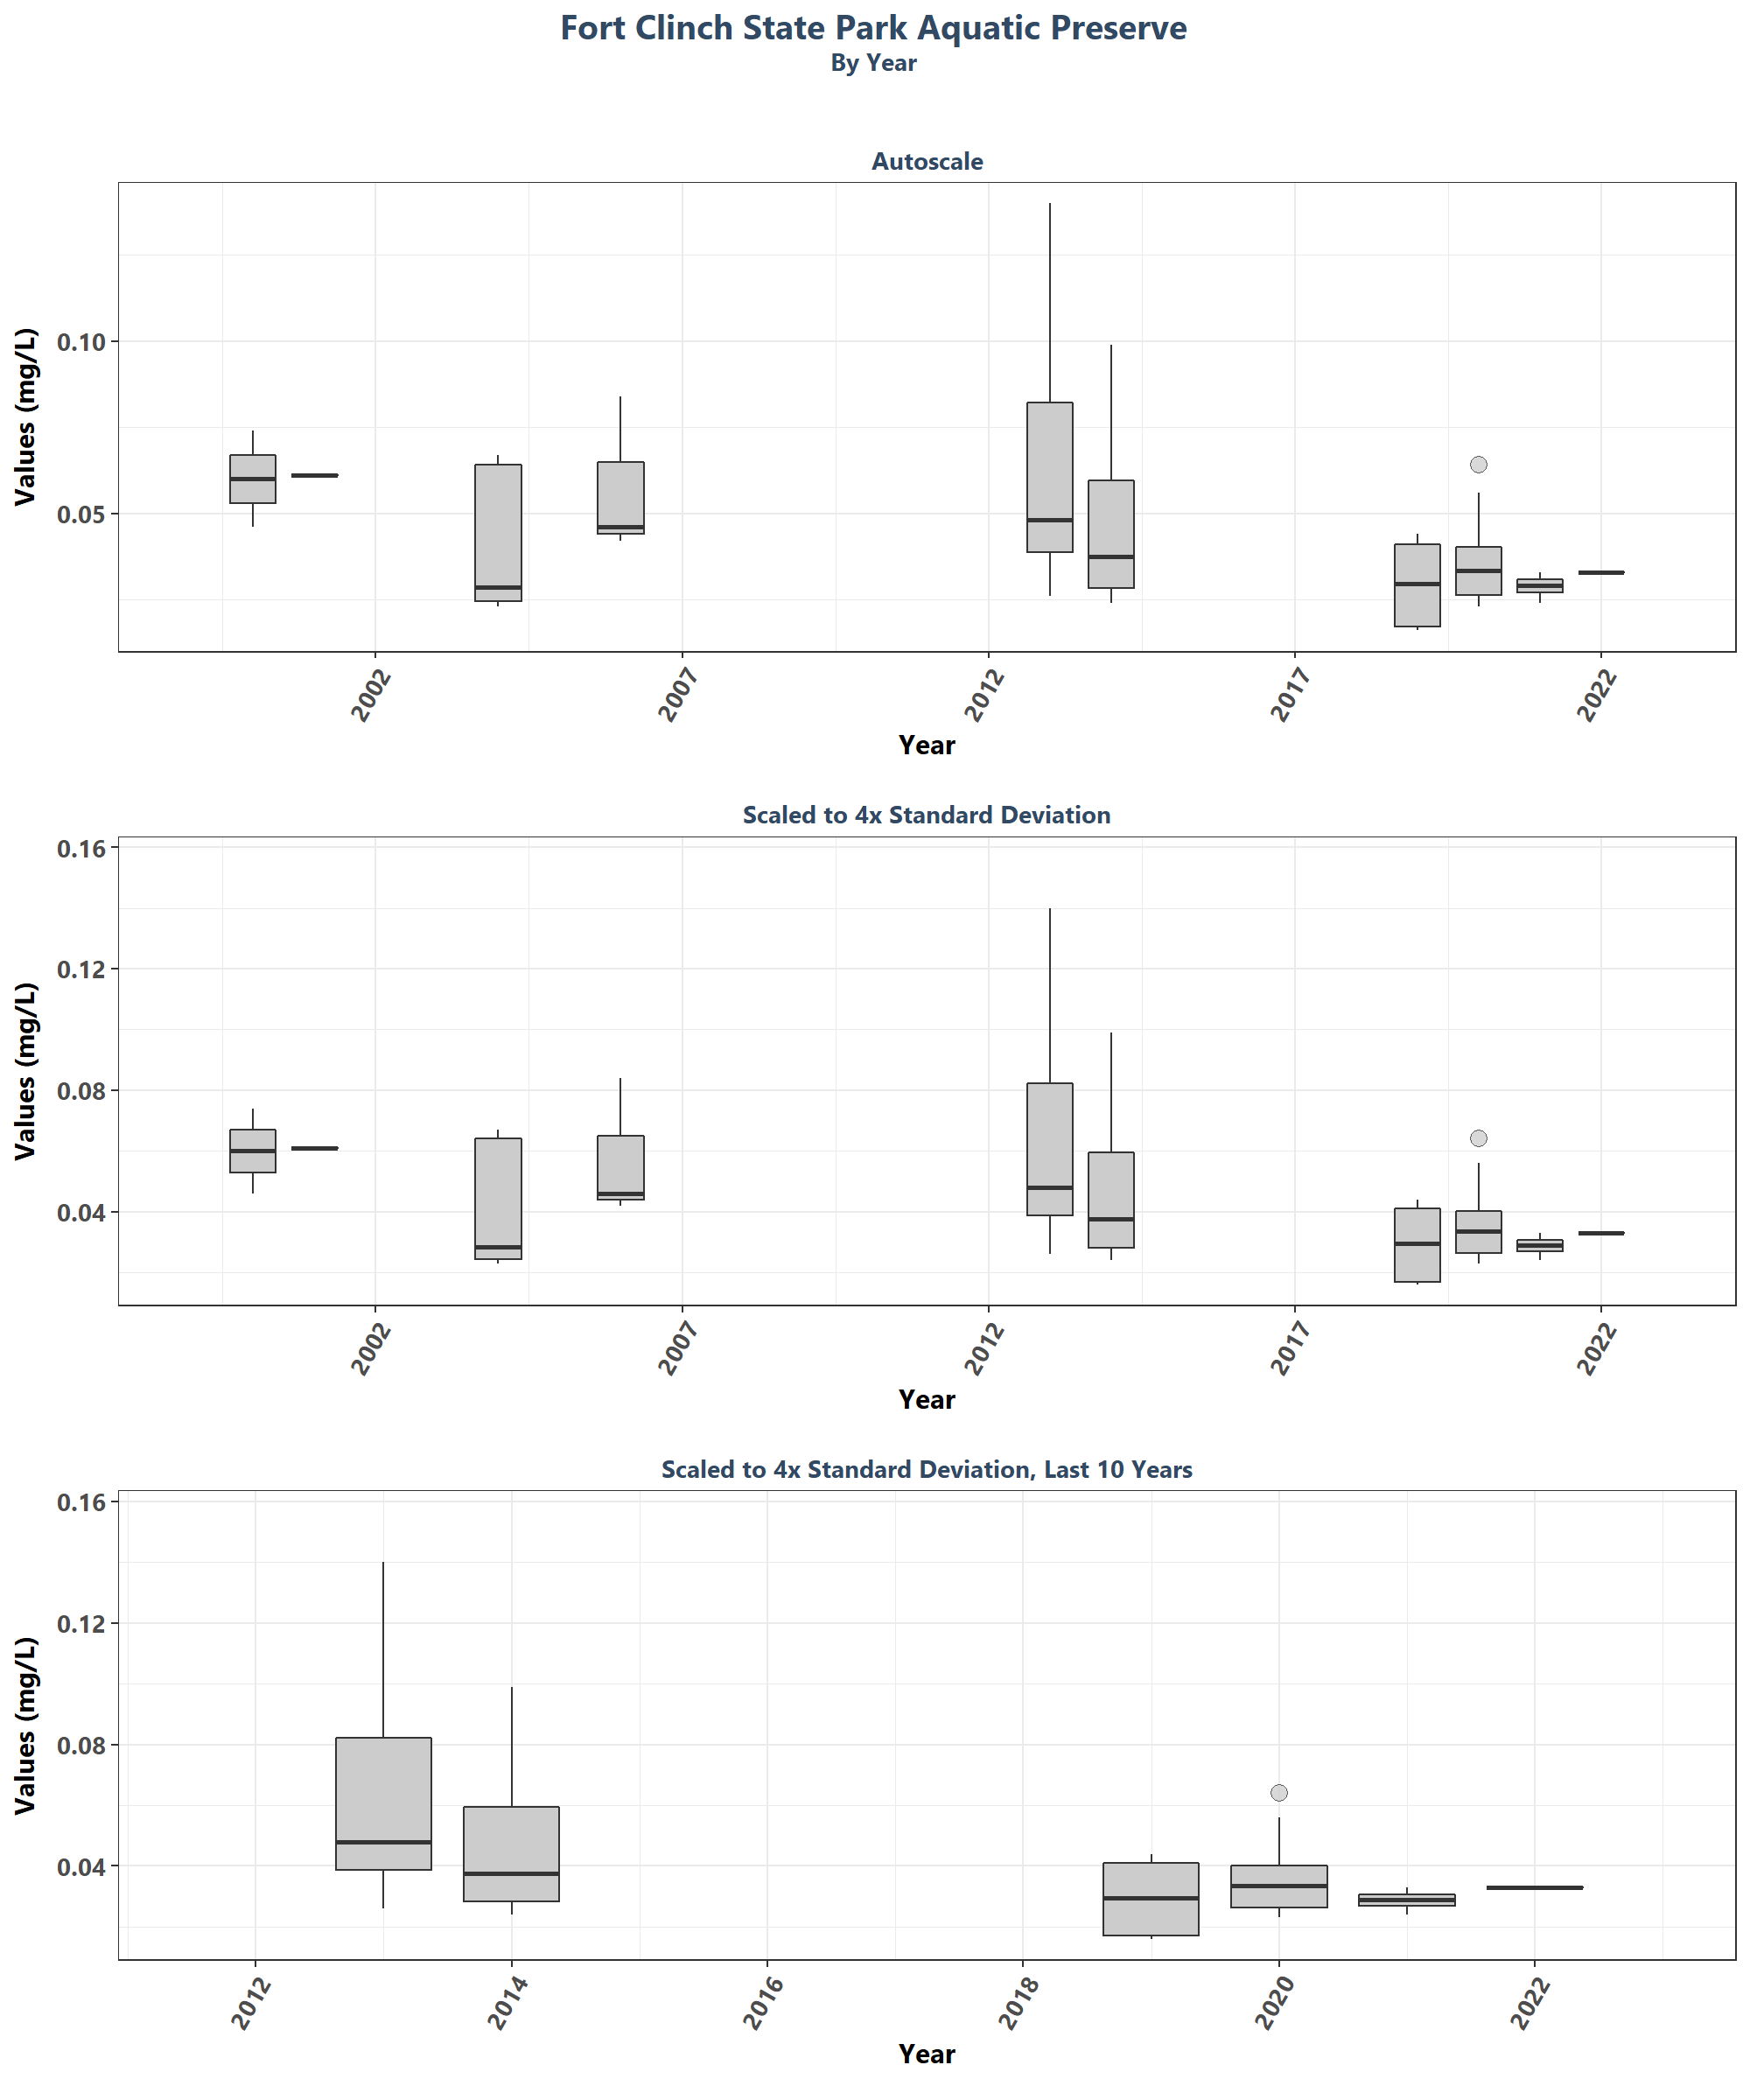 Fort Clinch State Park Aquatic Preserve
By Year
Autoscale
Values (mg/L)
0.10
0.05
2002
2007
2012
2017
2022
Year
Scaled to 4x Standard Deviation
Values (mg/L)
0.16
0.12
0.08
0.04
2002
2007
2012
2017
2022
Year
Scaled to 4x Standard Deviation, Last 10 Years
Values (mg/L)
0.16
0.12
0.08
0.04
2012
2014
2016
2018
2020
2022
Year